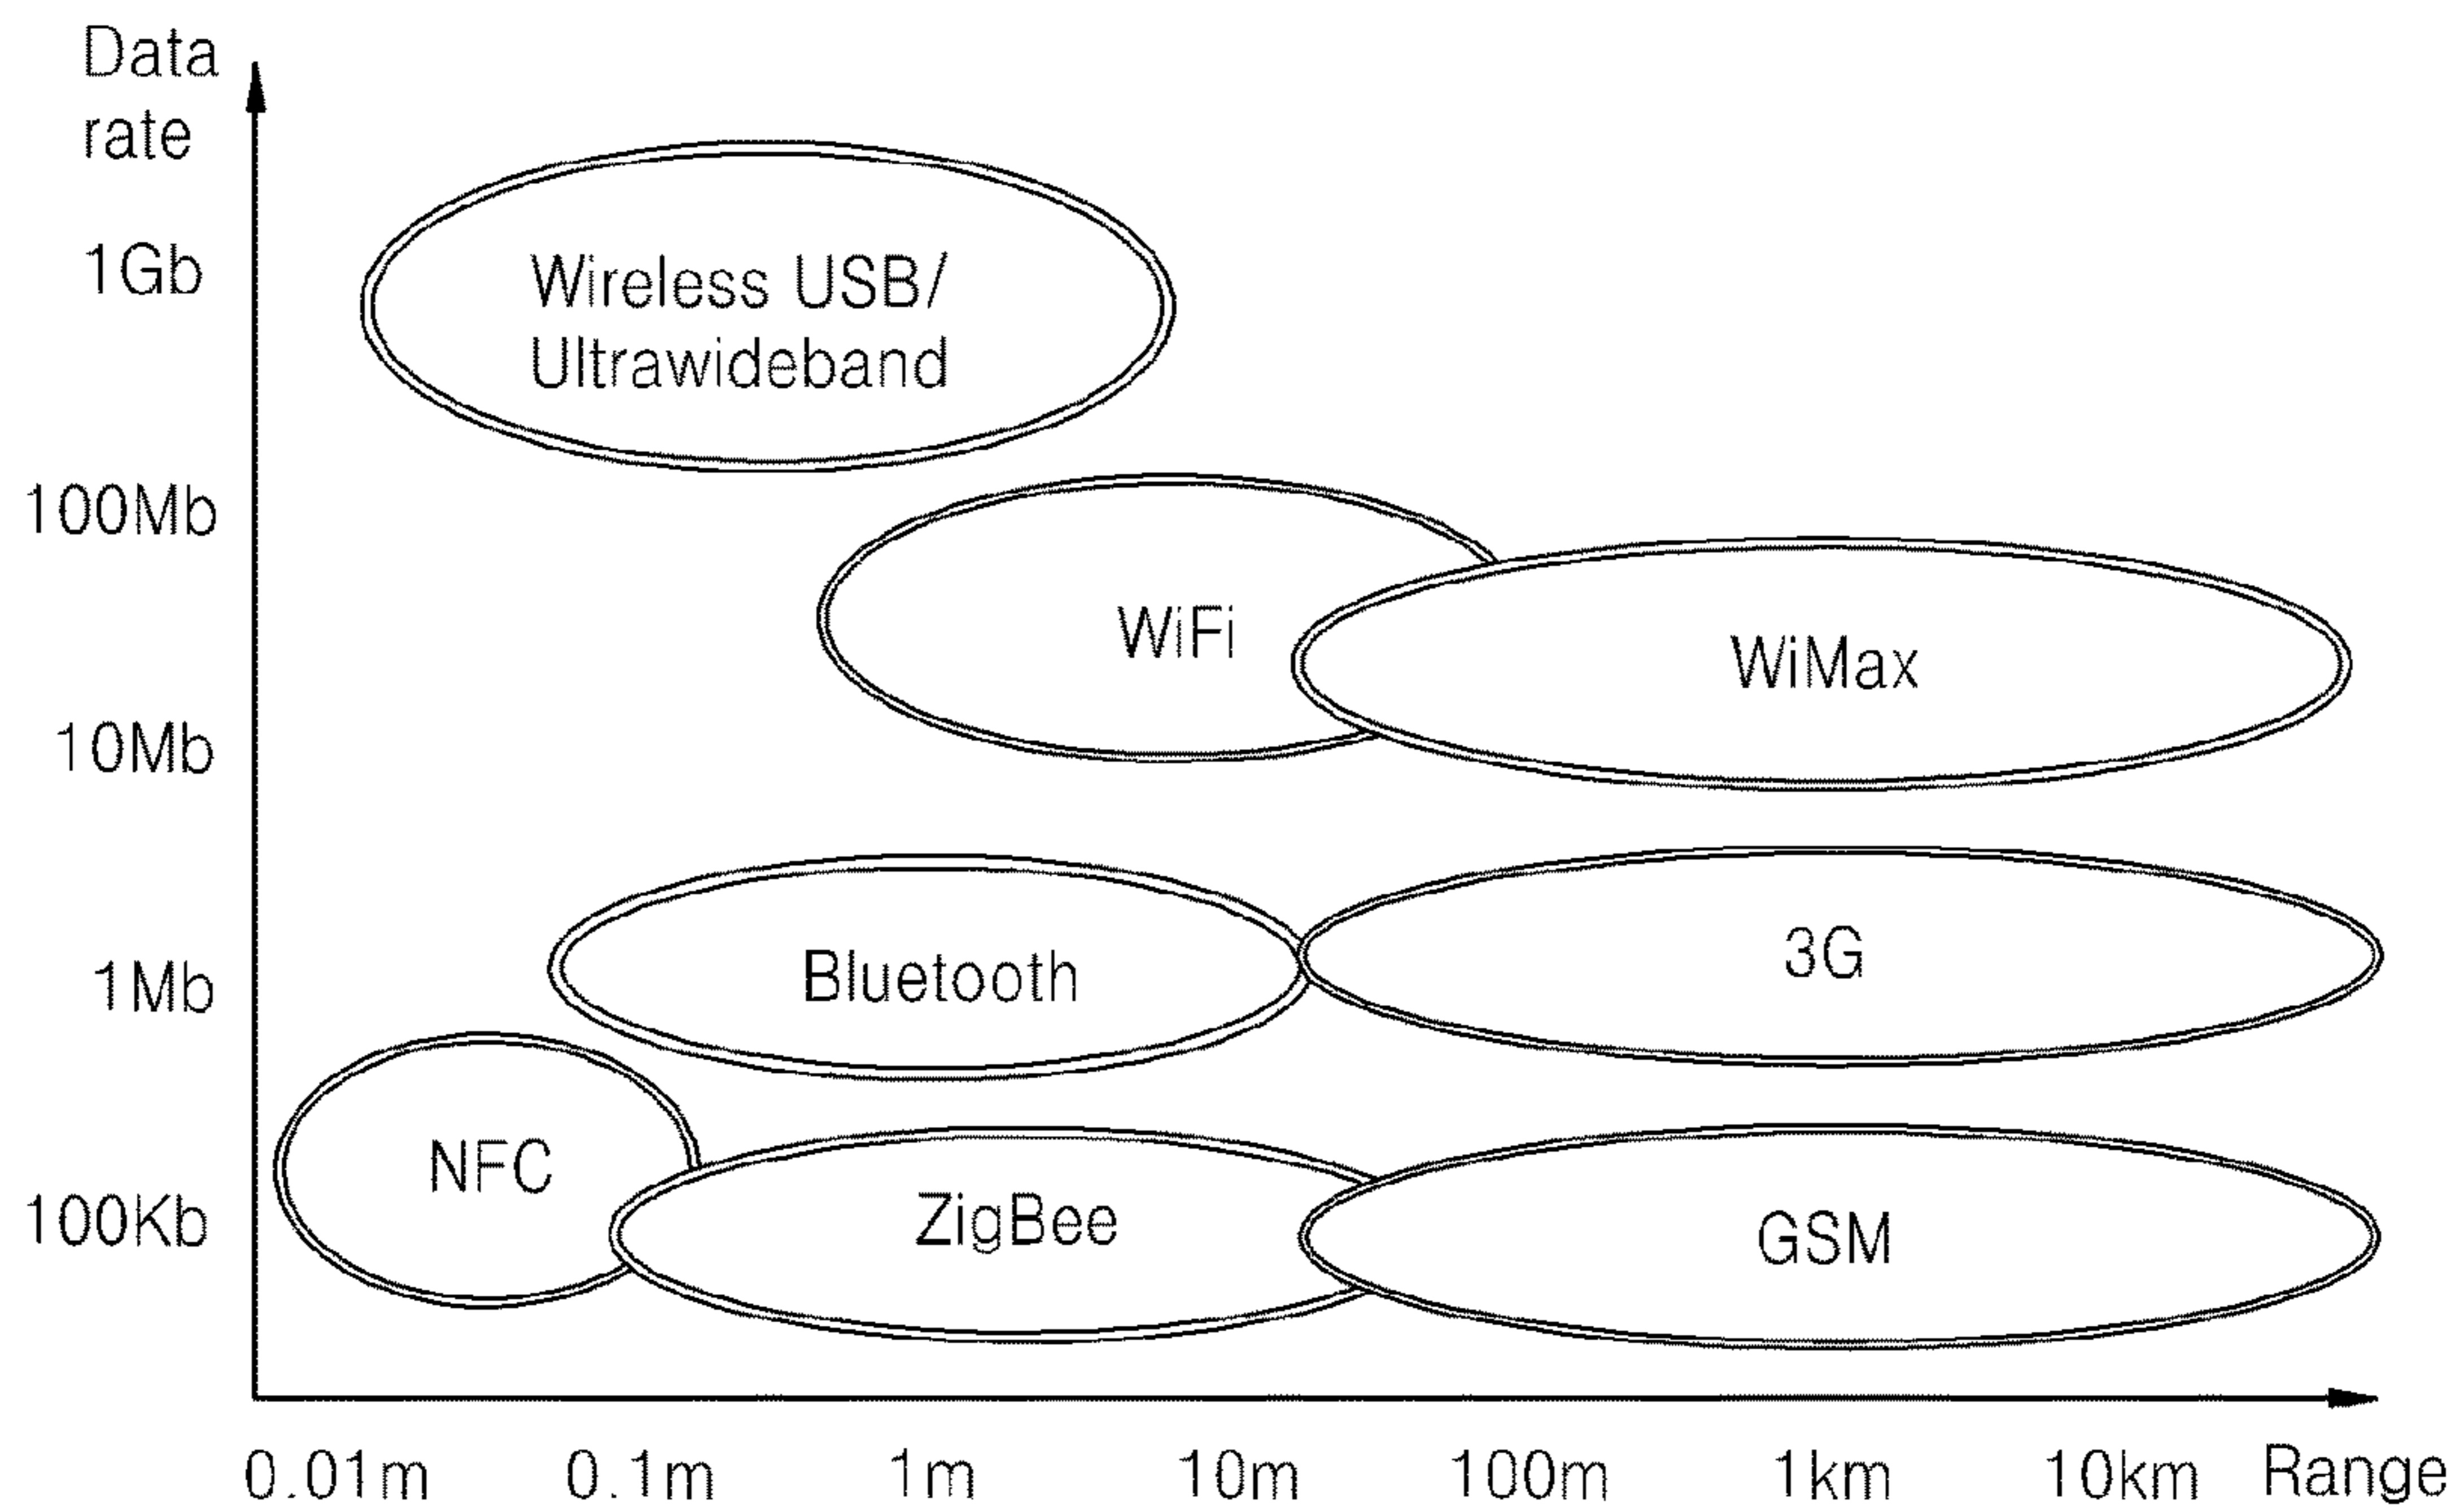 Data
rate
1Gb
Wireless USB/
Ultrawideband
100Mb
WiFi
WiMax
10Mb
Bluetooth
3G
1Mb
NFC
ZigBee
GSM
100Kb
0.01m
0.1m
1m
10m
100m
1km
10km
Range